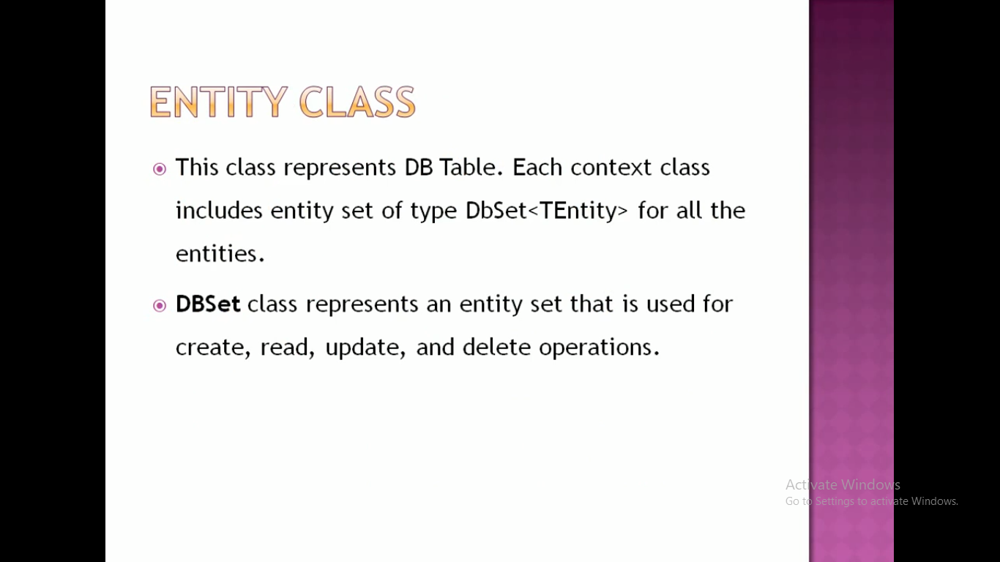 ENTITY CLASS
This class represents DB Table. Each context class
includes entity set of type DbSet<TEntity> for all the
entities.
DBSet class represents an entity set that is used for
create, read, update, and delete operations.
Activate Windows
Go to Settings to activate Windows.